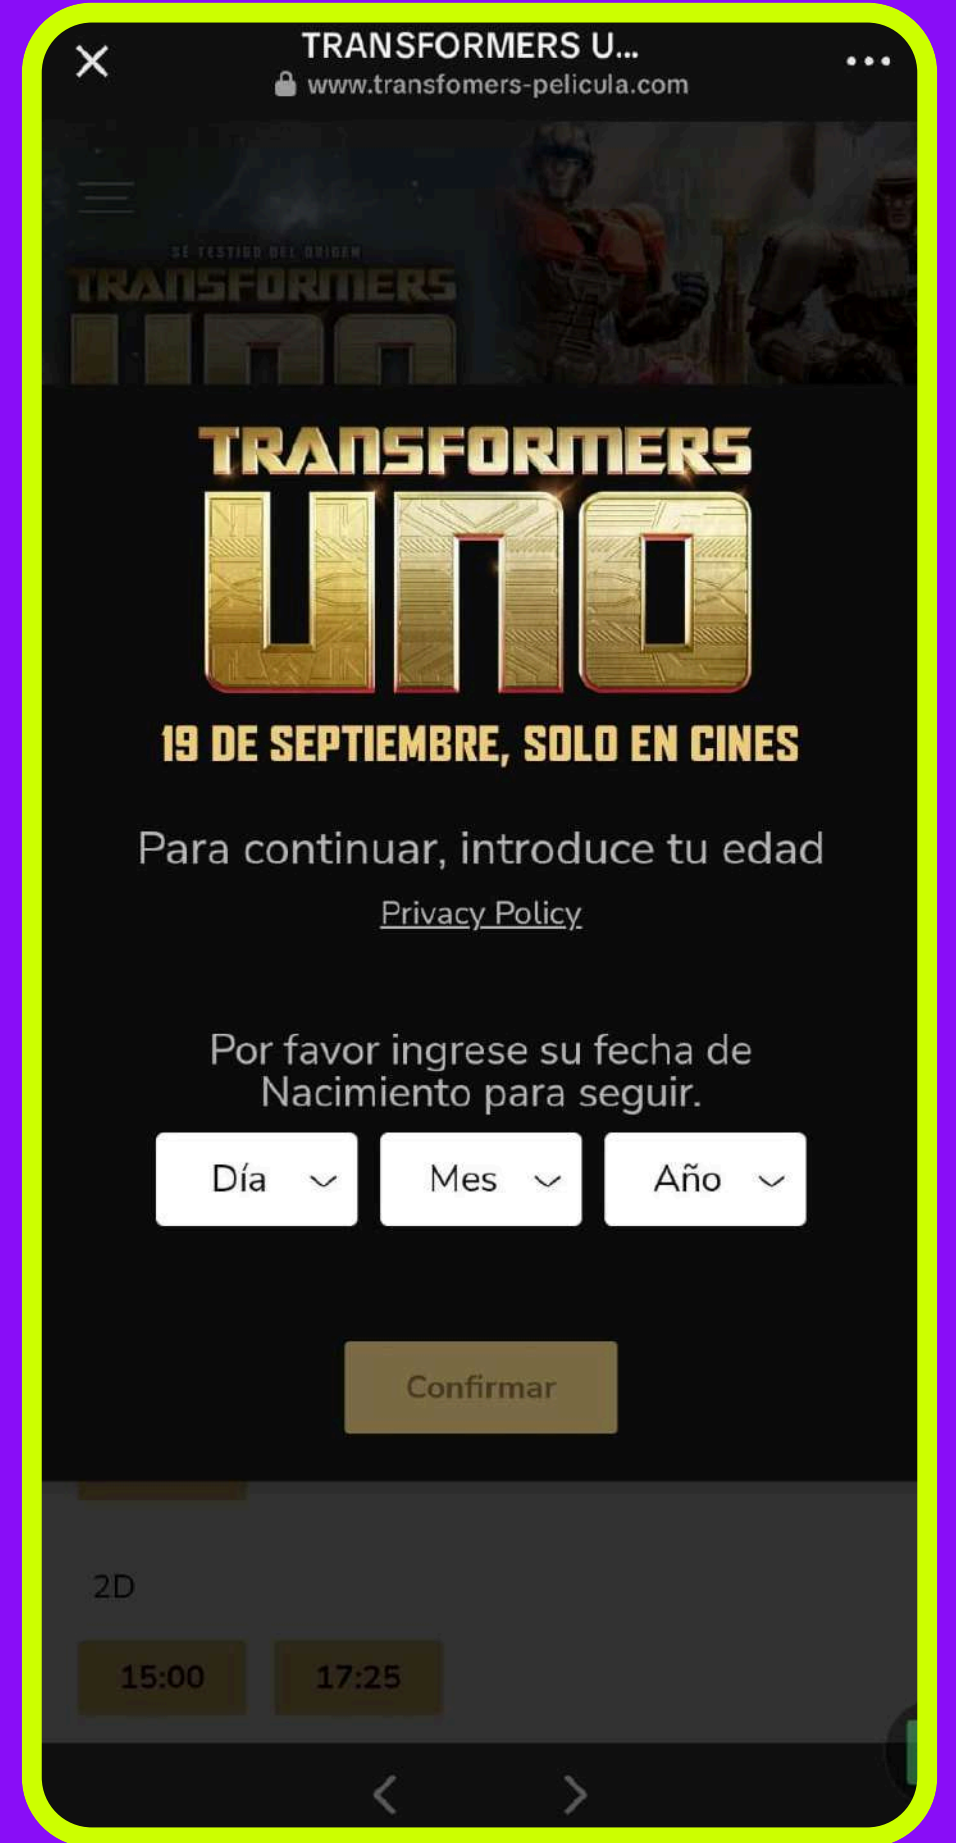 TRANSFORMERS U...
www.transfomers-pelicula.com
SÉ TESTIGO DEL ORIGEN
TRANSFORMERS
UNO
TRANSFORMERS
UNO
19 DE SEPTIEMBRE, SOLO EN CINES
Para continuar, introduce tu edad
Privacy Policy
Por favor ingrese su fecha de
Nacimiento para seguir.
Día Mes Año
Confirmar
2D
15:00 17:25